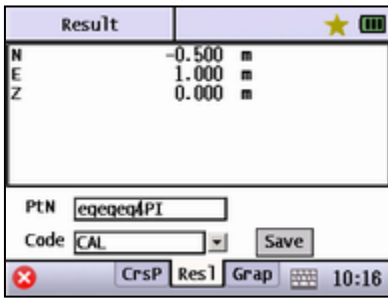 Result
N -0.500 m
E 1.000 m
Z 0.000 m
PtN eqeqeq4PI
Code CAL
Save
CrsP Resl Grap 10:16